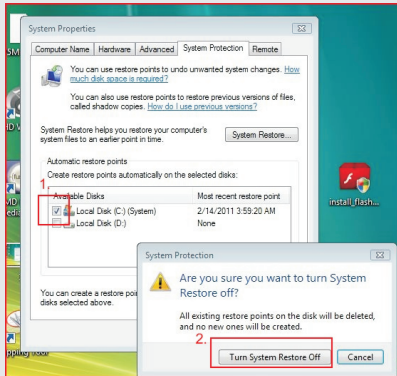 System Properties
Computer Name Hardware Advanced System Protection Remote
You can use restore points to undo unwanted system changes. How
much disk space is required?
You can also use restore points to restore previous versions of files,
called shadow copies. How do I use previous versions?
System Restore helps you restore your computer's
system files to an earlier point in time.
System Restore...
Automatic restore points
Create restore points automatically on the selected disks:
1.
Available Disks Most recent restore point
Local Disk (C:) (System) 2/14/2011 3:59:20 AM
Local Disk (D:) None
You can create a restore poi
disks selected above.
install_flash...
System Protection
Are you sure you want to turn System
Restore off?
All existing restore points on the disk will be deleted,
and no new ones will be created.
2.
Turn System Restore Off Cancel